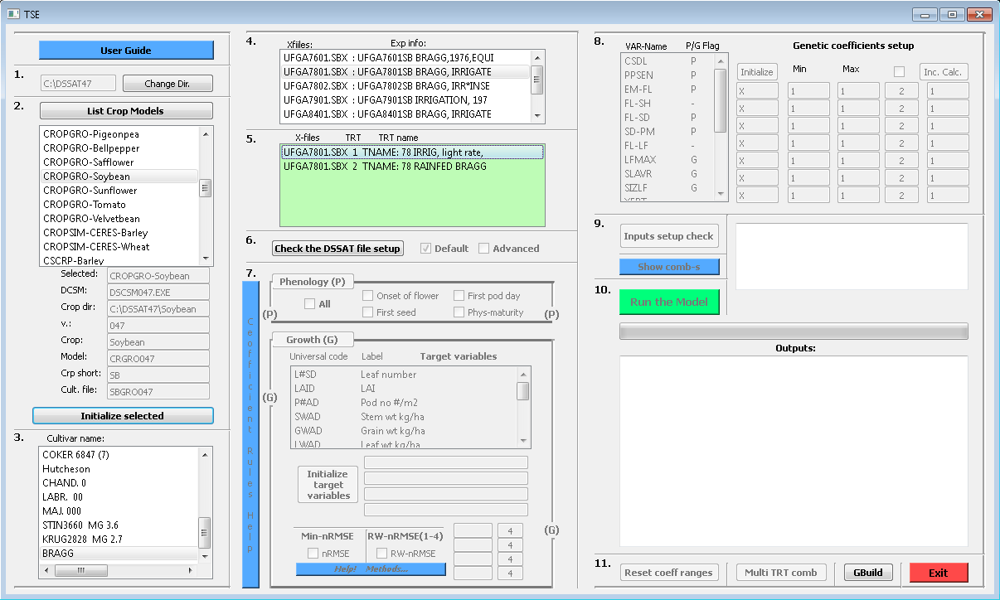 TSE
User Guide
1.
C:\DSSAT47
Change Dir.
2.
List Crop Models
CROPGRO-Pigeonpea
CROPGRO-Bellpepper
CROPGRO-Safflower
CROPGRO-Soybean
CROPGRO-Sunflower
CROPGRO-Tomato
CROPGRO-Velvetbean
CROPSIM-CERES-Barley
CROPSIM-CERES-Wheat
CSCRP-Barley
Selected: CROPGRO-Soybean
DCSM: DSCSM047.EXE
Crop dir: C:\DSSAT47\Soybean
v.: 047
Crop: Soybean
Model: CRGRO047
Crp short: SB
Cult. file: SBGRO047
Initialize selected
3.
Cultivar name:
COKER 6847 (7)
Hutcheson
CHAND. 0
LABR. 00
MAJ. 000
STIN3660 MG 3.6
KRUG2828 MG 2.7
BRAGG
4.
Xfiiles: Exp info:
UFGA7601.SBX : UFGA7601SB BRAGG,1976,EQUI
UFGA7801.SBX : UFGA7801SB BRAGG, IRRIGATE
UFGA7802.SBX : UFGA7802SB BRAGG, IRR*INSE
UFGA7901.SBX : UFGA7901SB IRRIGATION, 197
UFGA8401.SBX : UFGA8401SB BRAGG, IRRIGATE
5.
X-files TRT TRT name
UFGA7801.SBX 1 TNAME: 78 IRRIG, light rate,
UFGA7801.SBX 2 TNAME: 78 RAINFED BRAGG
6.
Check the DSSAT file setup
Default
Advanced
7.
Ceofficient Rules Help
Phenology (P)
All
Onset of flower
First pod day
First seed
Phys-maturity
(P)
(P)
Growth (G)
Universal code Label Target variables
L#SD Leaf number
LAID LAI
P#AD Pod no #/m2
SWAD Stem wt kg/ha
GWAD Grain wt kg/ha
LWAD Leaf wt kg/ha
(G)
Initialize
target
variables
(G)
Min-nRMSE RW-nRMSE(1-4)
nRMSE RW-nRMSE
4
4
4
4
Help! Methods...
8.
VAR-Name P/G Flag
CSDL P
PPSEN P
EM-FL P
FL-SH -
FL-SD P
SD-PM P
FL-LF -
LFMAX G
SLAVR G
SIZLF G
XFRT
Genetic coefficients setup
Initialize Min Max Inc. Calc.
X 1 1 2 1
X 1 1 2 1
X 1 1 2 1
X 1 1 2 1
X 1 1 2 1
X 1 1 2 1
X 1 1 2 1
9.
Inputs setup check
Show comb-s
10.
Run the Model
Outputs:
11.
Reset coeff ranges
Multi TRT comb
GBuild
Exit